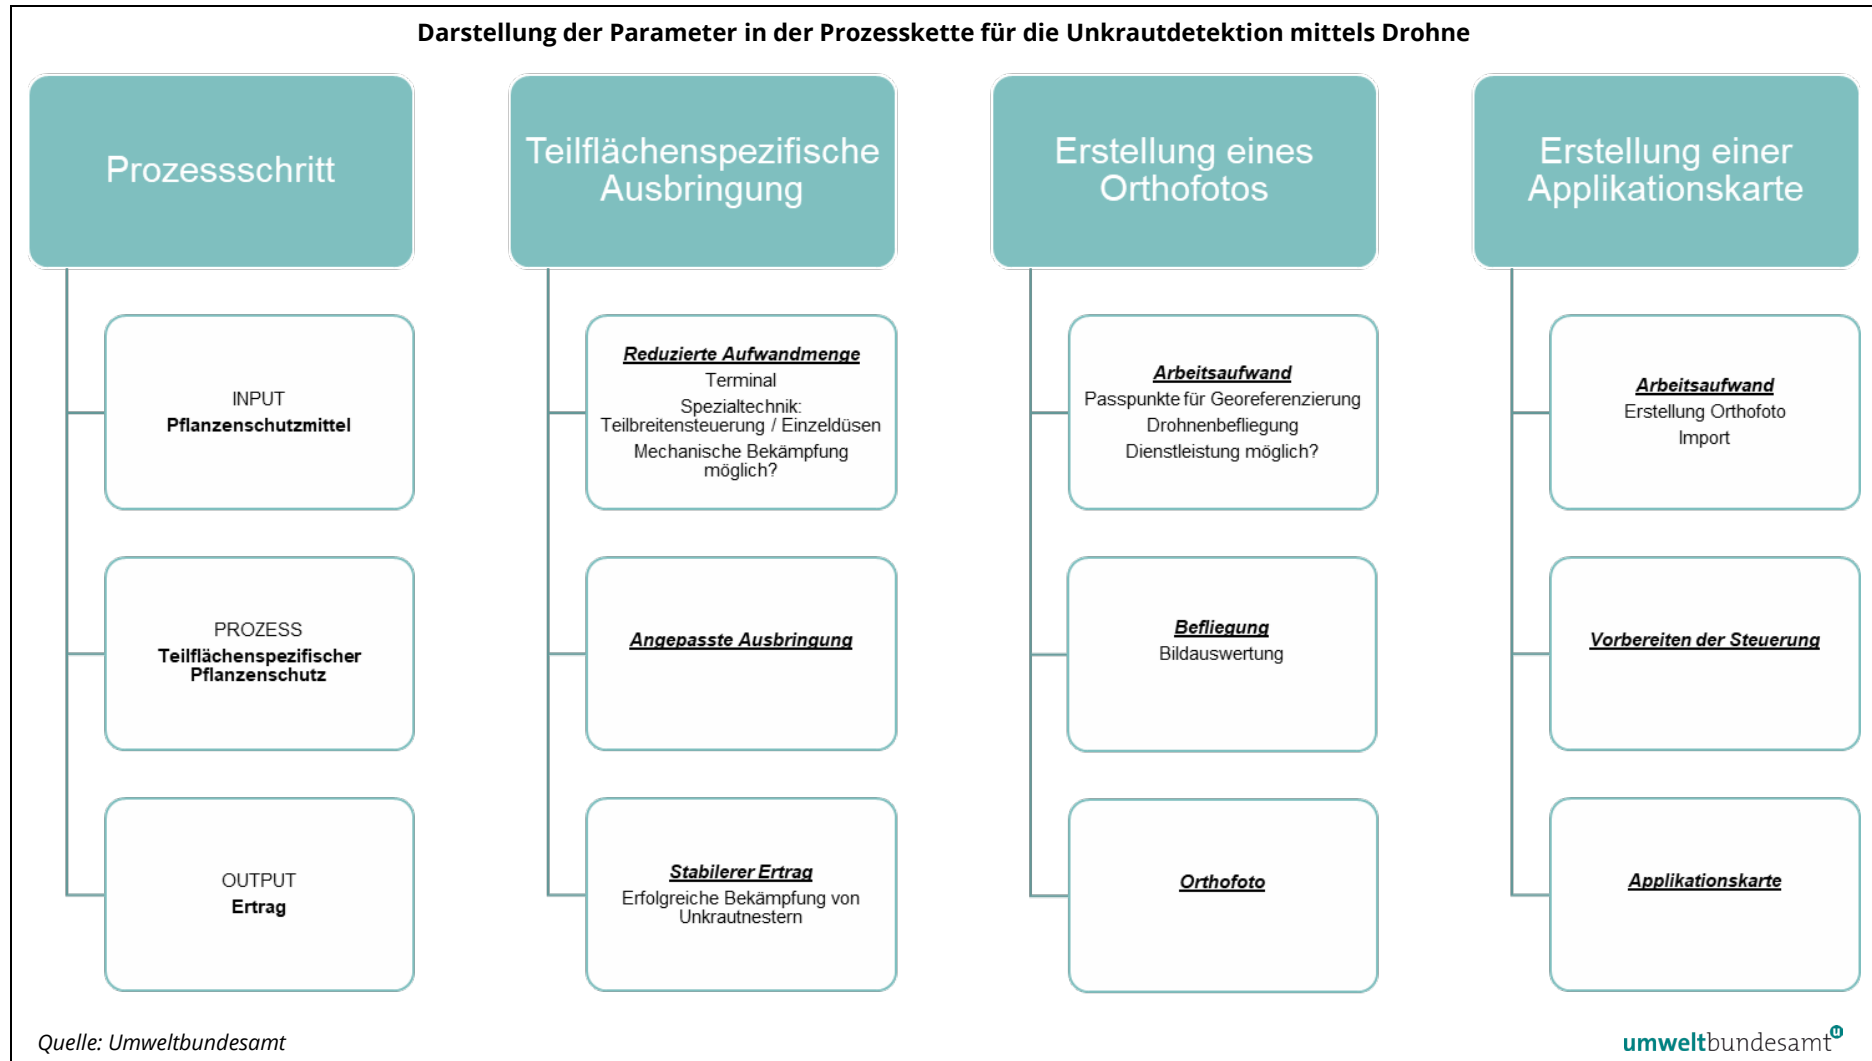 Darstellung der Parameter in der Prozesskette für die Unkrautdetektion mittels Drohne
Prozessschritt
INPUT
Pflanzenschutzmittel
PROZESS
Teilflächenspezifischer
Pflanzenschutz
OUTPUT
Ertrag
Teilflächenspezifische
Ausbringung
Reduzierte Aufwandmenge
Terminal
Spezialtechnik:
Teilbreitensteuerung / Einzeldüsen
Mechanische Bekämpfung
möglich?
Angepasste Ausbringung
Stabilerer Ertrag
Erfolgreiche Bekämpfung von
Unkrautnestern
Erstellung eines
Orthofotos
Arbeitsaufwand
Passpunkte für Georeferenzierung
Drohnenbefliegung
Dienstleistung möglich?
Befliegung
Bildauswertung
Orthofoto
Erstellung einer
Applikationskarte
Arbeitsaufwand
Erstellung Orthofoto
Import
Vorbereiten der Steuerung
Applikationskarte
Quelle: Umweltbundesamt
umweltbundesamt u